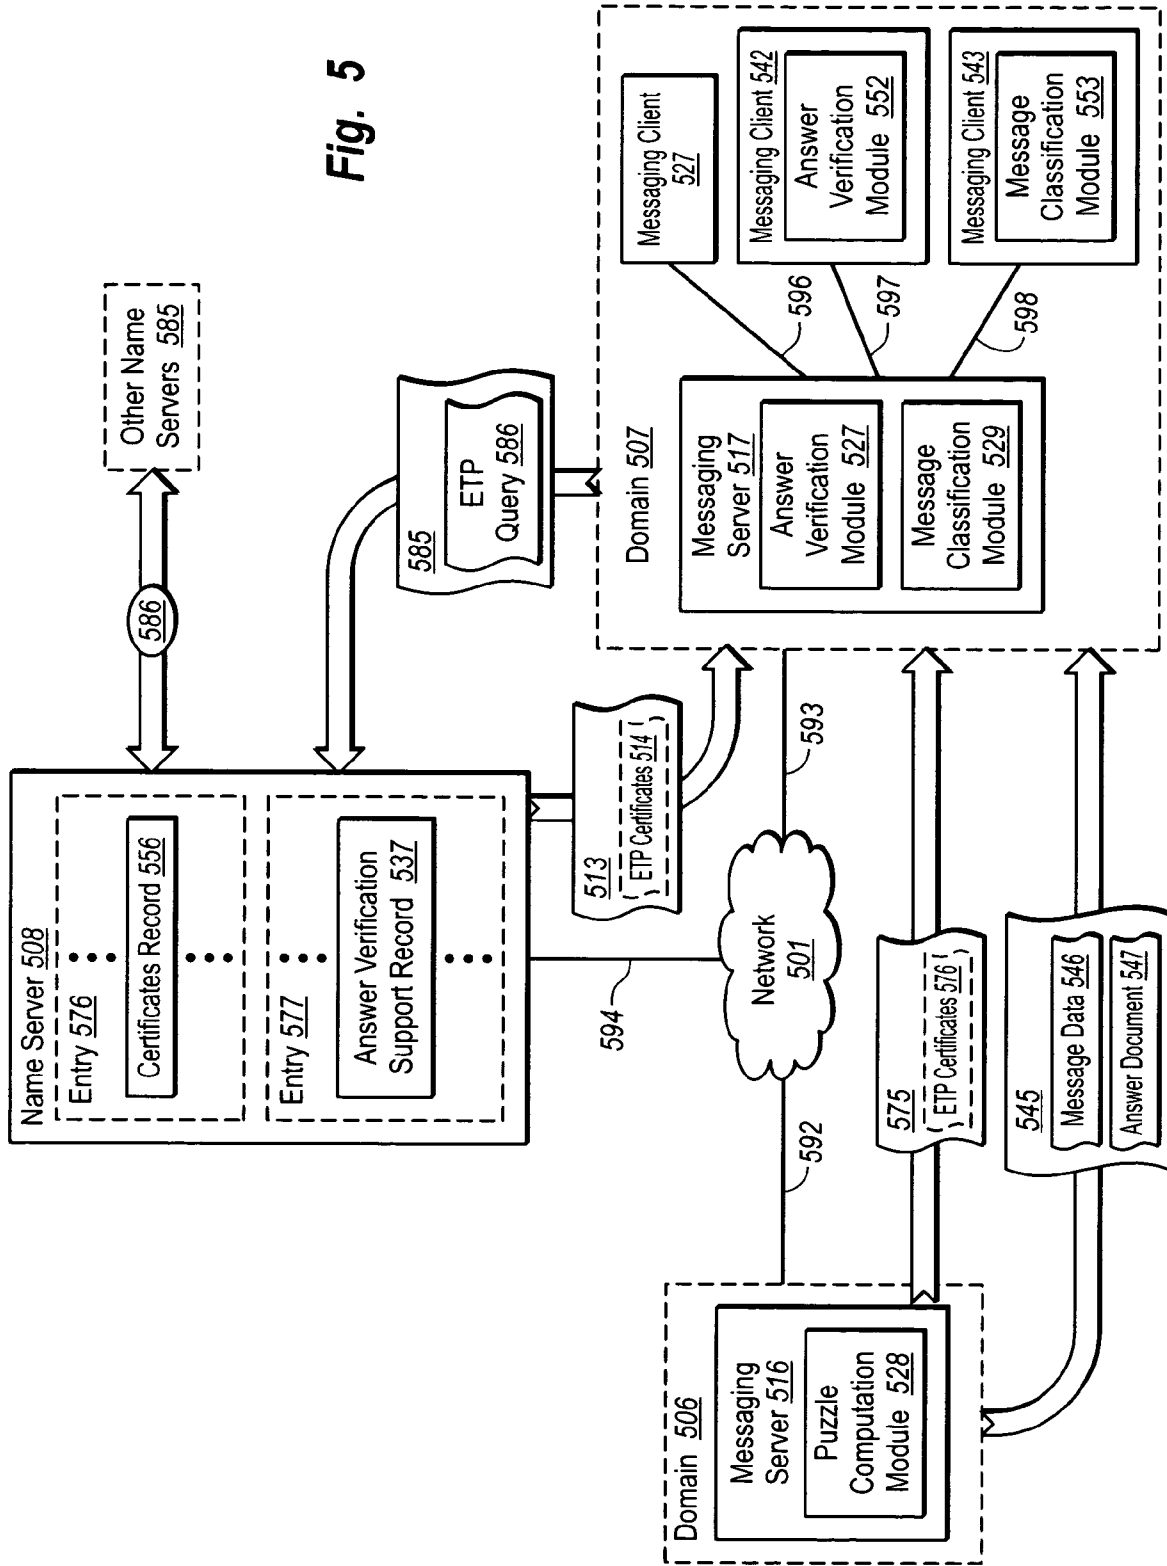 Fig. 5
Other Name
Servers 585
586
Name Server 508
Entry 576
Certificates Record 556
Entry 577
Answer Verification
Support Record 537
585
ETP
Query 586
513
ETP Certificates 514
594
Network
501
592
593
Domain 506
Messaging
Server 516
Puzzle
Computation
Module 528
575
ETP Certificates 576
545
Message Data 546
Answer Document 547
Domain 507
Messaging
Server 517
Answer
Verification
Module 527
Message
Classification
Module 529
596
597
598
Messaging Client
527
Messaging Client 542
Answer
Verification
Module 552
Messaging Client 543
Message
Classification
Module 553